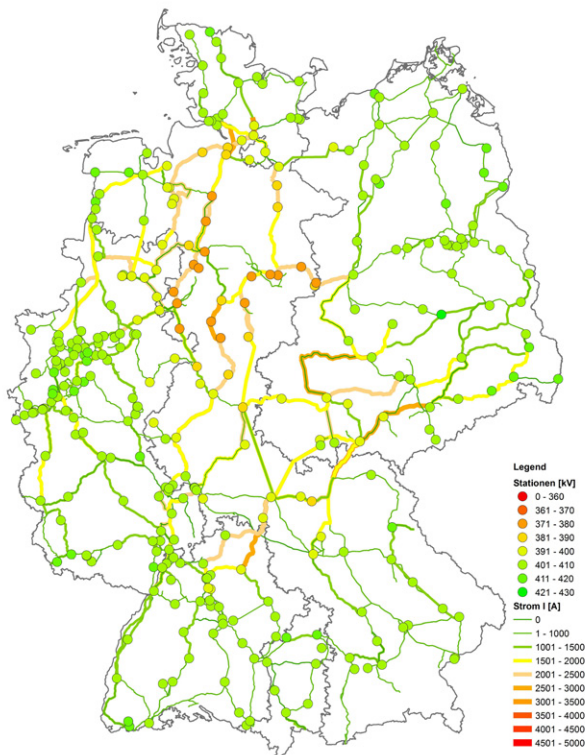 Legend
Stationen [kV]
0 - 360
361 - 370
371 - 380
381 - 390
391 - 400
401 - 410
411 - 420
421 - 430
Strom I [A]
0
1 - 1000
1001 - 1500
1501 - 2000
2001 - 2500
2501 - 3000
3001 - 3500
3501 - 4000
4001 - 4500
4501 - 5000